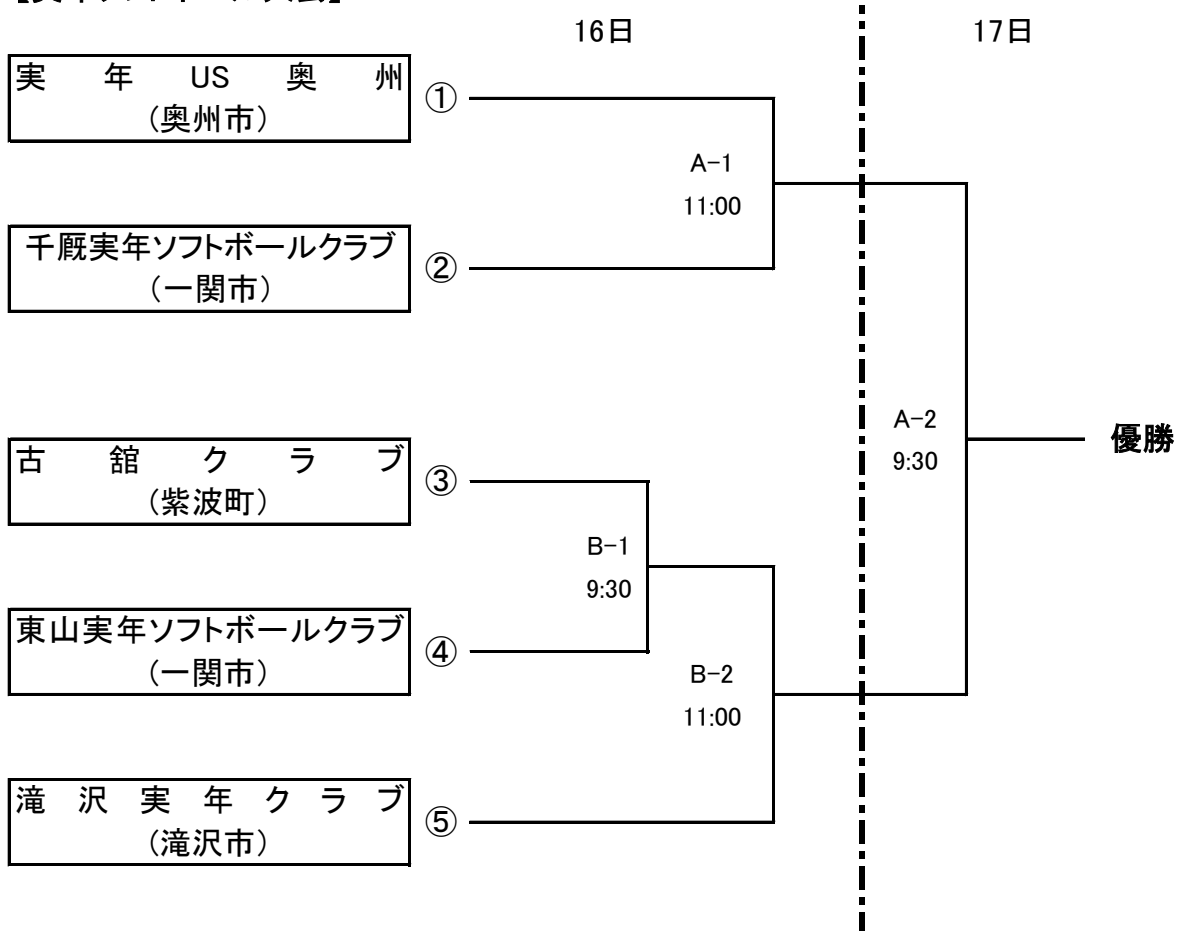 16日
17日
実年US奥州
(奥州市)
①
A-1
11:00
千厩実年ソフトボールクラブ
(一関市)
②
A-2
9:30
優勝
古舘クラブ
(紫波町)
③
B-1
9:30
東山実年ソフトボールクラブ
(一関市)
④
B-2
11:00
滝沢実年クラブ
(滝沢市)
⑤